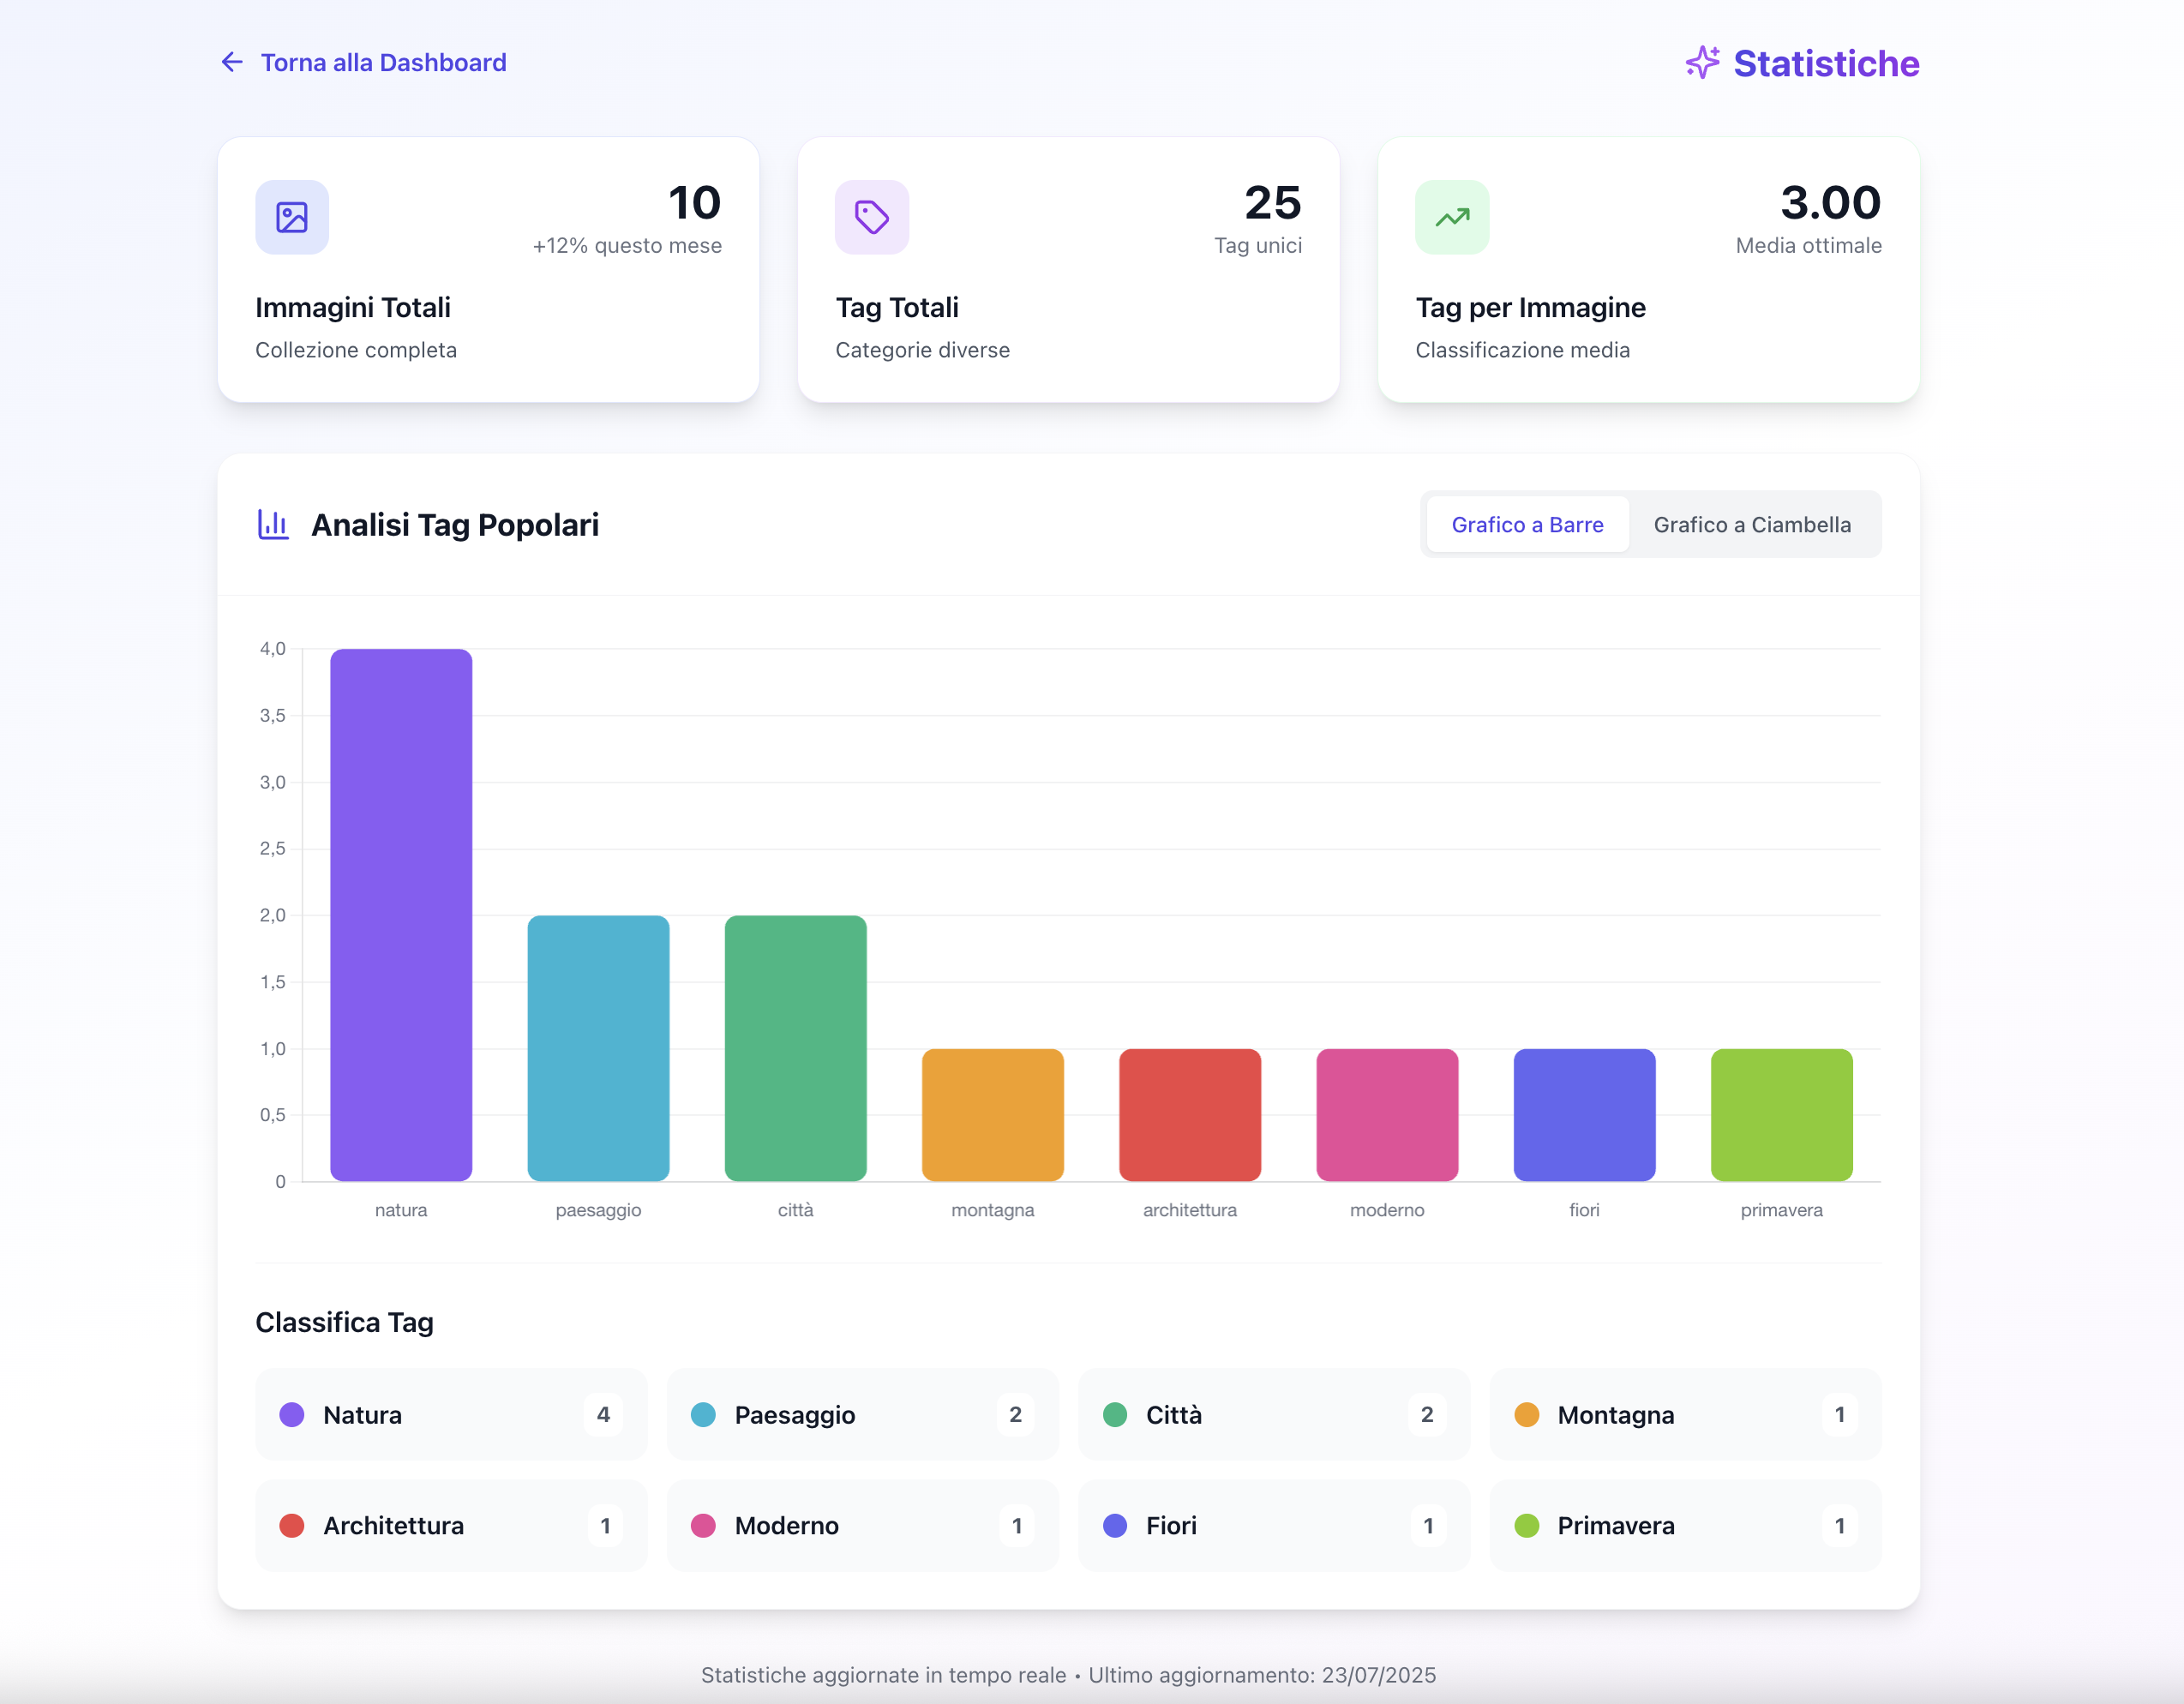 Torna alla Dashboard
Statistiche
10
+12% questo mese
Immagini Totali
Collezione completa
25
Tag unici
Tag Totali
Categorie diverse
3.00
Media ottimale
Tag per Immagine
Classificazione media
Analisi Tag Popolari
Grafico a Barre
Grafico a Ciambella
4,0
3,5
3,0
2,5
2,0
1,5
1,0
0,5
0
natura
paesaggio
città
montagna
architettura
moderno
fiori
primavera
Classifica Tag
Natura
4
Paesaggio
2
Città
2
Montagna
1
Architettura
1
Moderno
1
Fiori
1
Primavera
1
Statistiche aggiornate in tempo reale • Ultimo aggiornamento: 23/07/2025